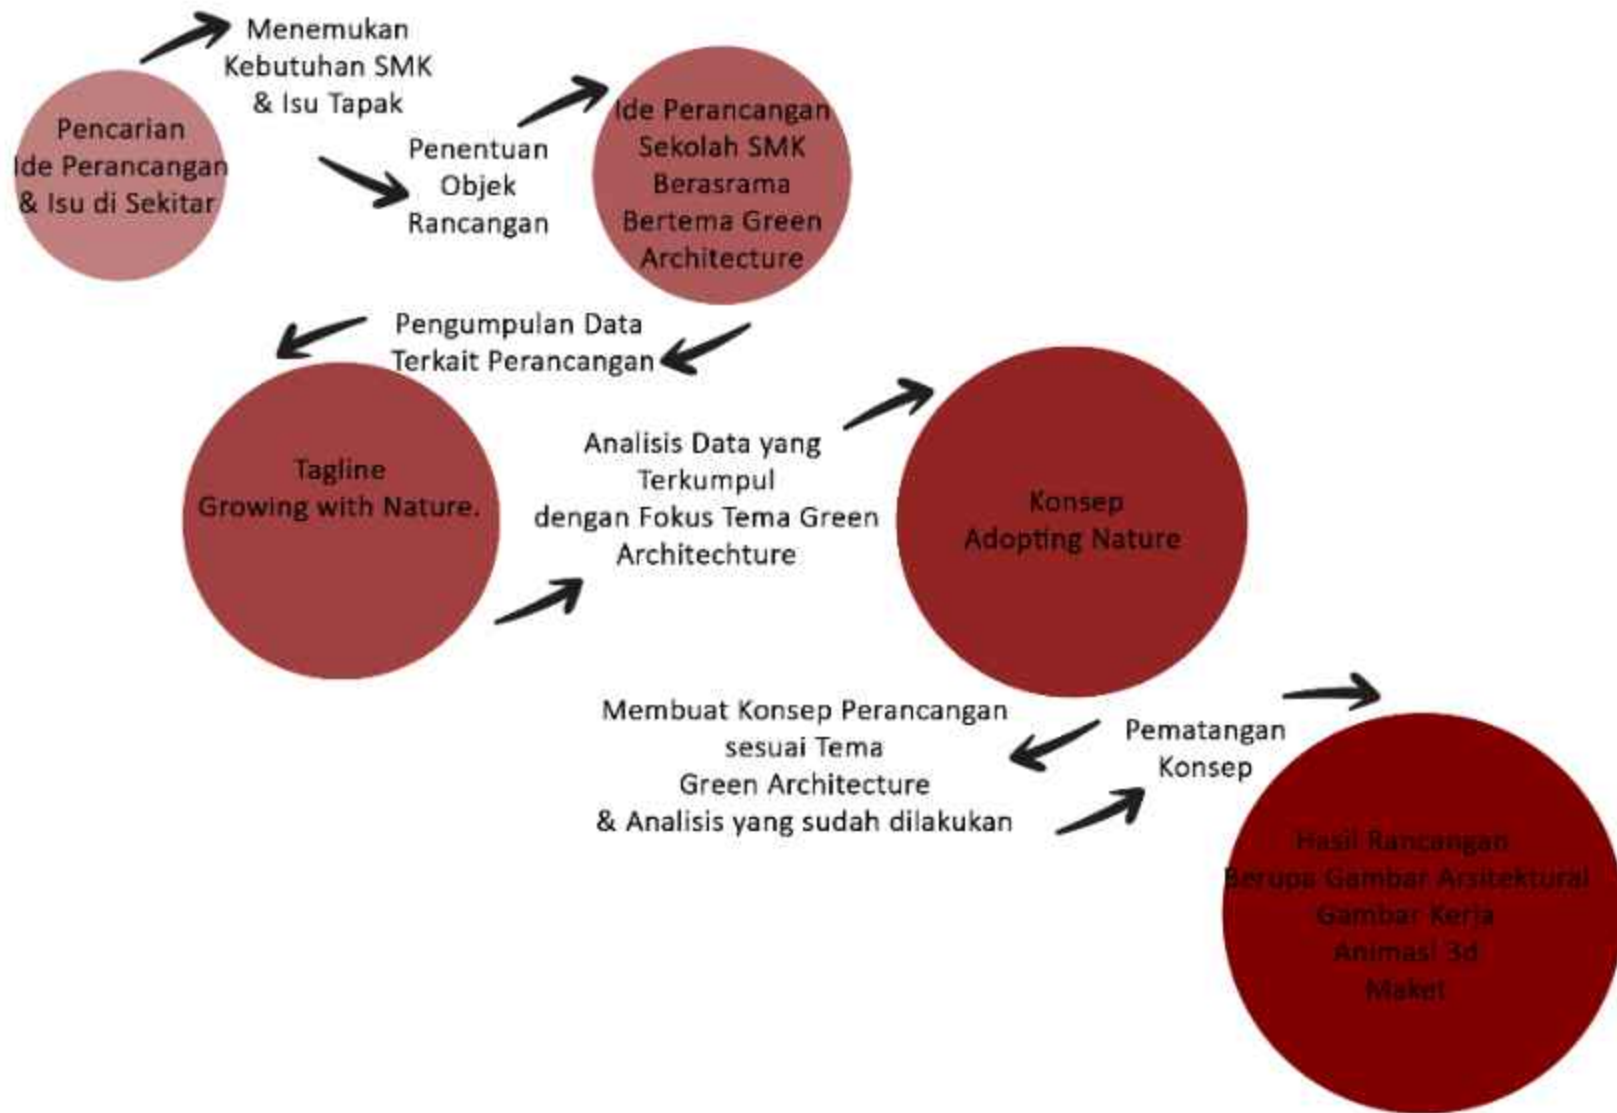 Pencarian
Ide Perancangan
& Isu di Sekitar
Menemukan
Kebutuhan SMK
& Isu Tapak
Penentuan
Objek
Rancangan
Ide Perancangan
Sekolah SMK
Berasrama
Bertema Green
Architecture
Pengumpulan Data
Terkait Perancangan
Tagline
Growing with Nature.
Analisis Data yang
Terkumpul
dengan Fokus Tema Green
Architechture
Konsep
Adopting Nature
Membuat Konsep Perancangan
sesuai Tema
Green Architecture
& Analisis yang sudah dilakukan
Pematangan
Konsep
Hasil Rancangan
Berupa Gambar Arsitektural
Gambar Kerja
Animasi 3d
Maket